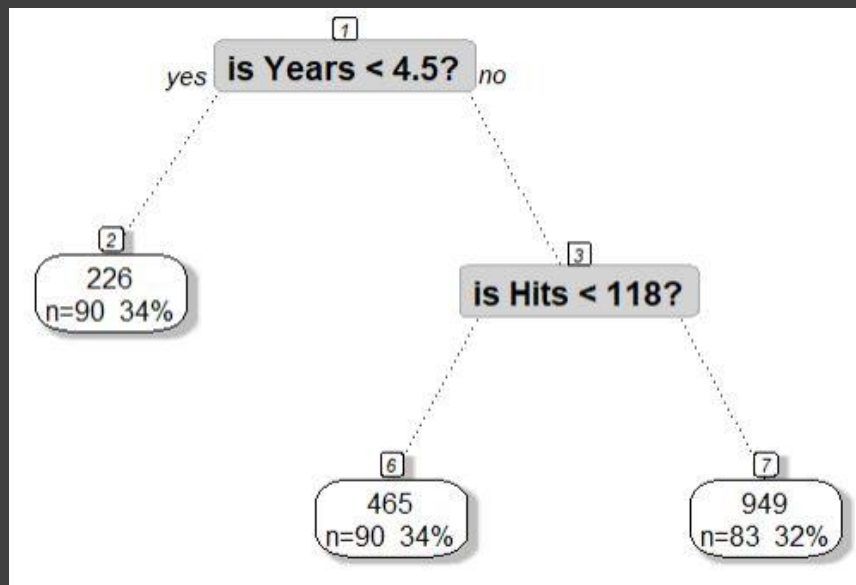 1
yes is Years < 4.5? no
2
226
n=90 34%
3
is Hits < 118?
6
465
n=90 34%
7
949
n=83 32%